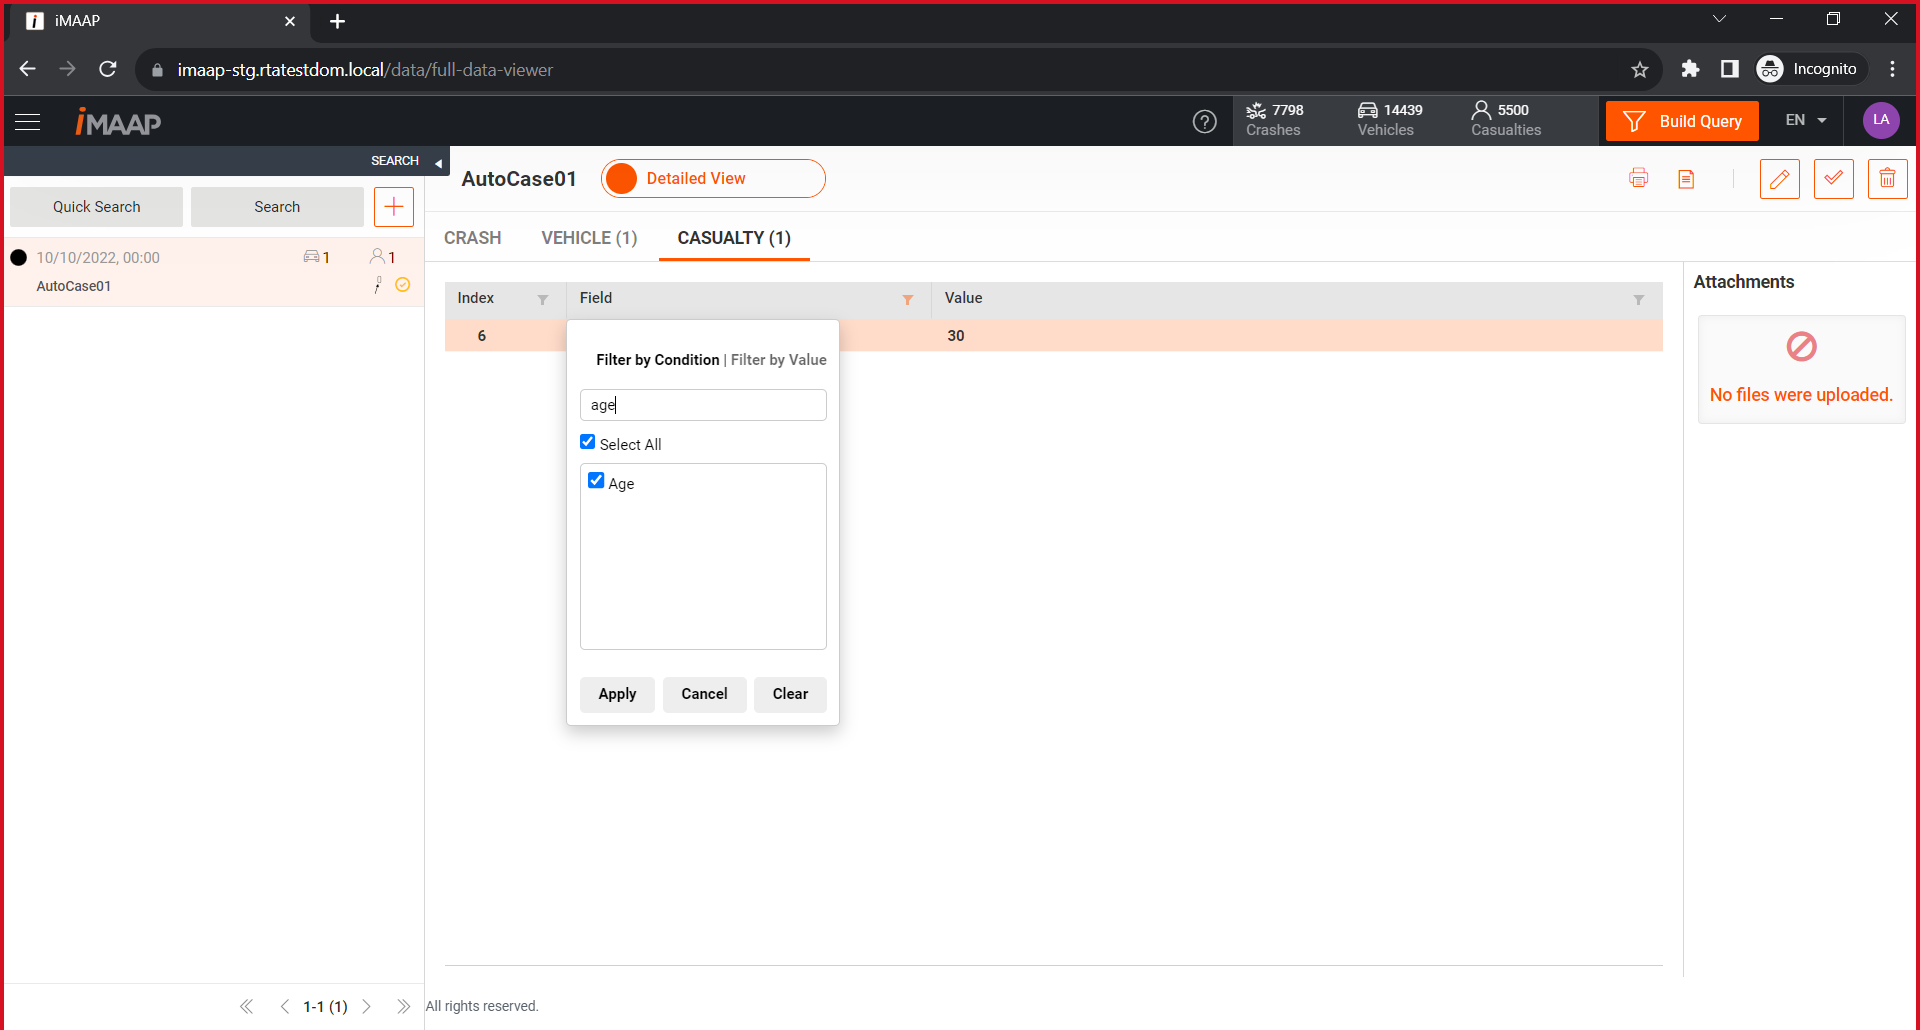 iMAAP
imaap-stg.rtatestdom.local/data/full-data-viewer
Incognito
iMAAP
7798
Crashes
14439
Vehicles
5500
Casualties
Build Query
EN
LA
SEARCH
AutoCase01
Detailed View
Quick Search
Search
CRASH
VEHICLE (1)
CASUALTY (1)
10/10/2022, 00:00
1
1
AutoCase01
Index
Field
Value
Attachments
6
30
Filter by Condition | Filter by Value
age
Select All
Age
Apply
Cancel
Clear
No files were uploaded.
1-1 (1)
All rights reserved.